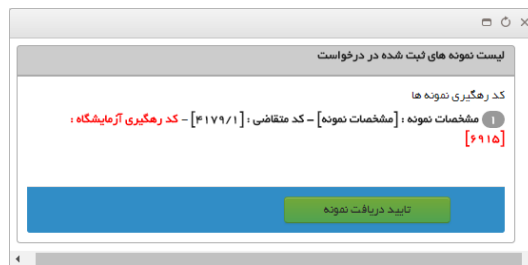 لیست نمونه های ثبت شده در درخواست
کد رهگیری نمونه ها
۱ مشخصات نمونه : [مشخصات نمونه] - کد متقاضی : [۴۱۷۹/۱] - کد رهگیری آزمایشگاه :
[۶۹۱۵]
تایید دریافت نمونه